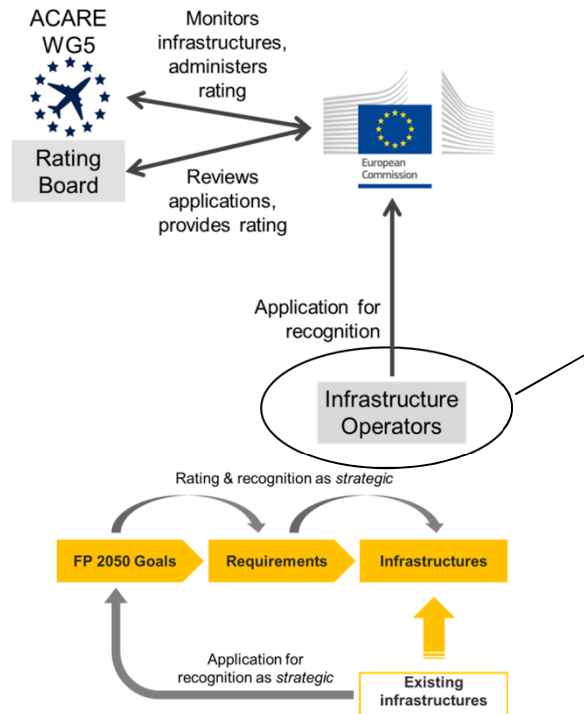 ACARE
WG5
Monitors
infrastructures,
administers
rating
Rating
Board
Reviews
applications,
provides rating
European
Commission
Application for
recognition
Infrastructure
Operators
Rating & recognition as strategic
FP 2050 Goals
Requirements
Infrastructures
Application for
recognition as strategic
Existing
infrastructures